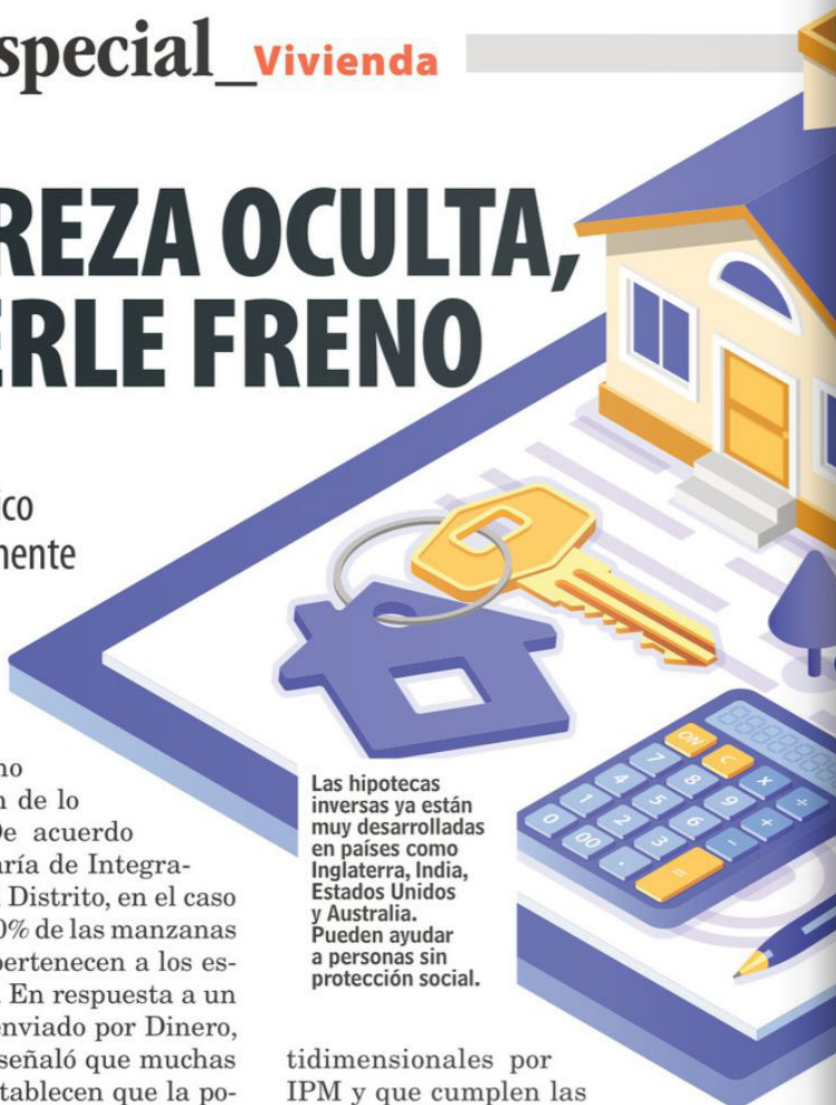 special_Vivienda
REZA OCULTA,
ERLE FRENO
ico
mente
no
n de lo
De acuerdo
aría de Integra-
Distrito, en el caso
0% de las manzanas
pertenecen a los es-
. En respuesta a un
enviado por Dinero,
señaló que muchas
stablecen que la po-
Las hipotecas
inversas ya están
muy desarrolladas
en países como
Inglaterra, India,
Estados Unidos
y Australia.
Pueden ayudar
a personas sin
protección social.
tidimensionales por
IPM y que cumplen las
ON C
7 8 × ÷
4 5 9 +
1 2 6 −
0 00 3 . =